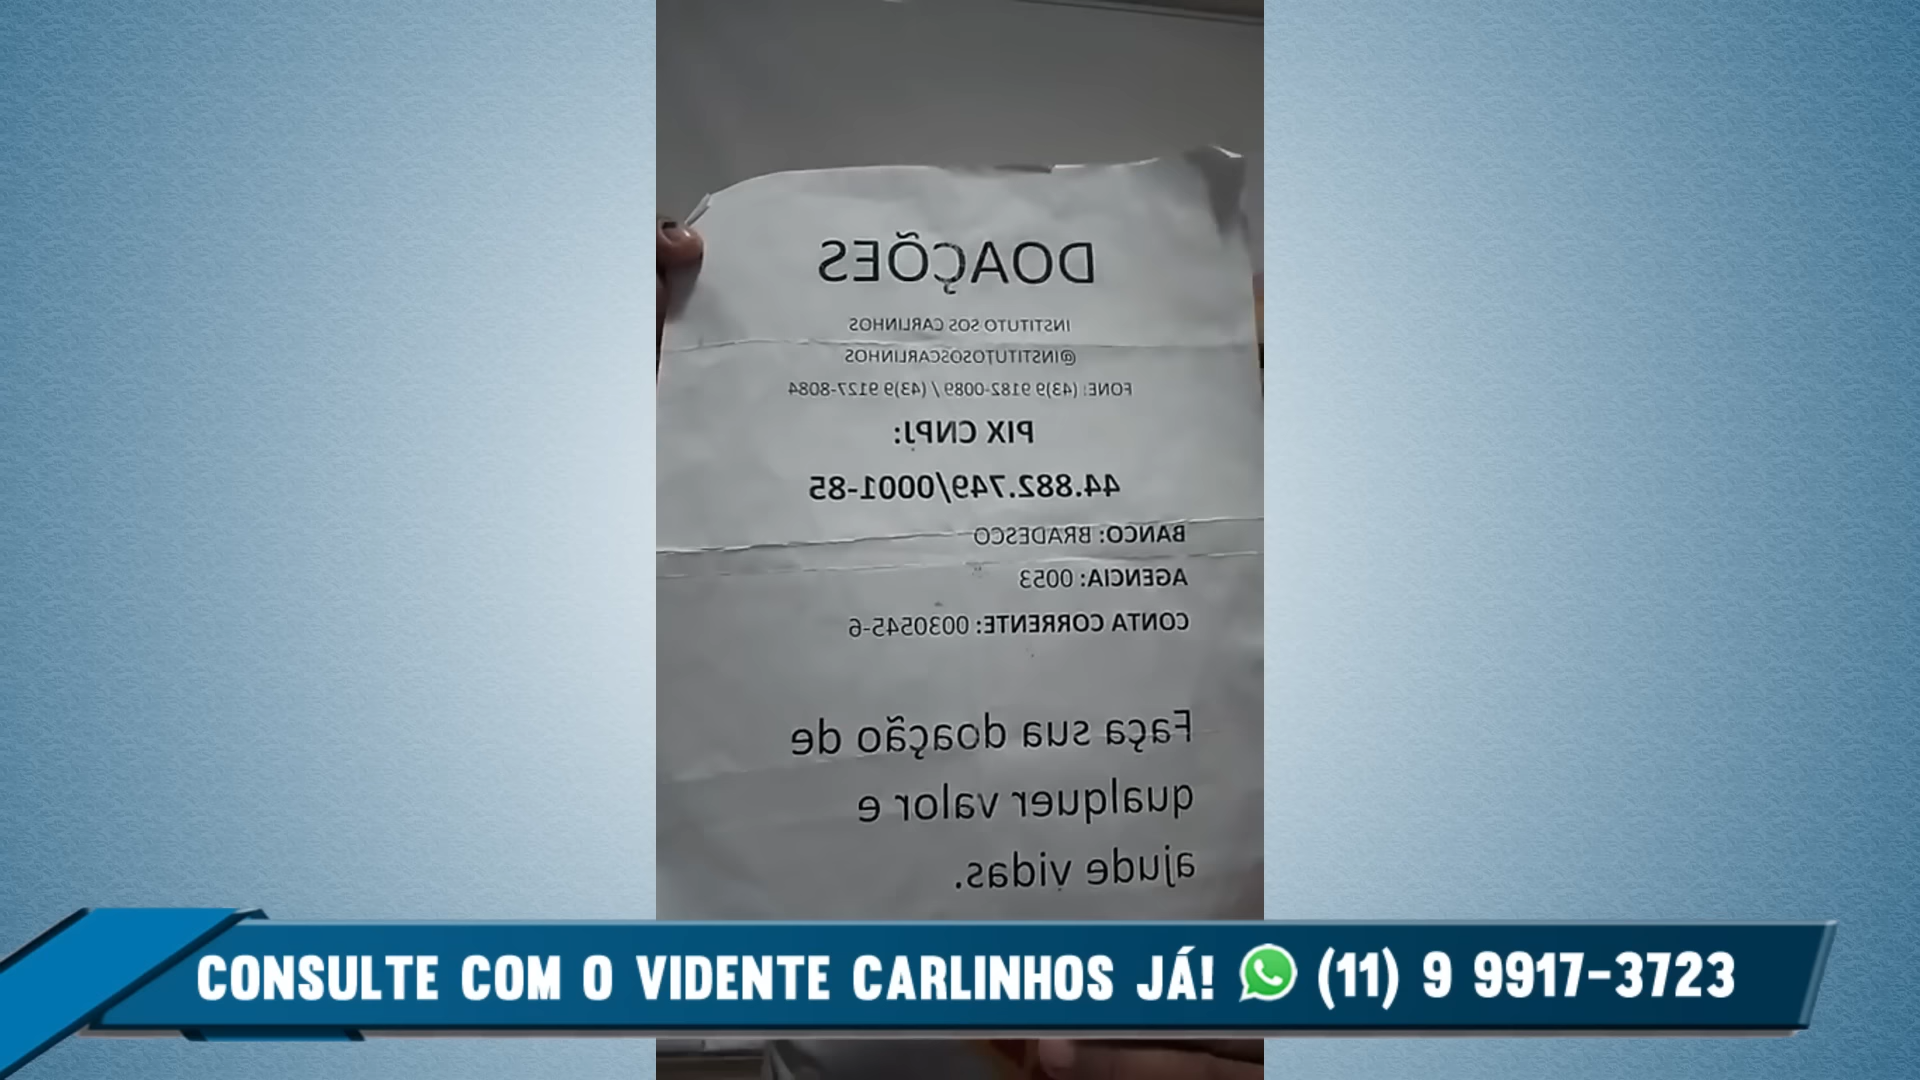 DOAÇÕES
INSTITUTO SOS CARLINHOS
@INSTITUTOSOSCARLINHOS
FONE: (43)9 9182-0089 / (43)9 9127-8084
PIX CNPJ:
44.882.749/0001-85
BANCO: BRADESCO
AGENCIA: 0053
CONTA CORRENTE: 0030545-6
Faça sua doação de
qualquer valor e
ajude vidas.
CONSULTE COM O VIDENTE CARLINHOS JÁ! (11) 9 9917-3723